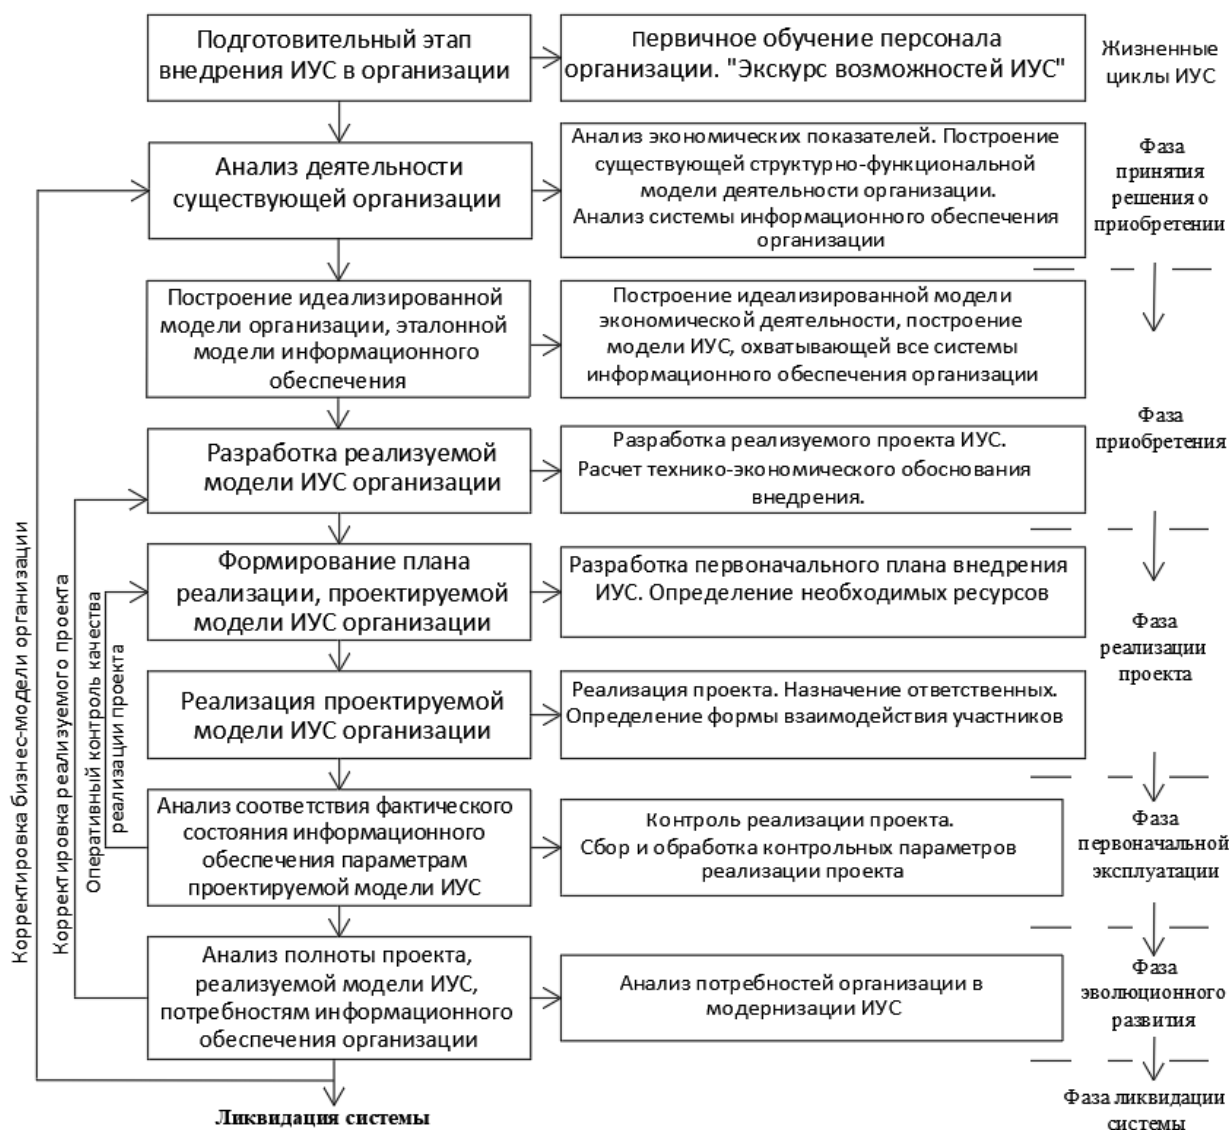 Подготовительный этап
внедрения ИУС в организации
Первичное обучение персонала
организации. "Экскурс возможностей ИУС"
Жизненные
циклы ИУС
Анализ деятельности
существующей организации
Анализ экономических показателей. Построение
существующей структурно-функциональной
модели деятельности организации.
Анализ системы информационного обеспечения
организации
Фаза
принятия
решения о
приобретении
Построение идеализированной
модели организации, эталонной
модели информационного
обеспечения
Построение идеализированной модели
экономической деятельности, построение
модели ИУС, охватывающей все системы
информационного обеспечения организации
Фаза
приобретения
Разработка реализуемой
модели ИУС организации
Разработка реализуемого проекта ИУС.
Расчет технико-экономического обоснования
внедрения.
Формирование плана
реализации, проектируемой
модели ИУС организации
Разработка первоначального плана внедрения
ИУС. Определение необходимых ресурсов
Фаза
реализации
проекта
Реализация проектируемой
модели ИУС организации
Реализация проекта. Назначение ответственных.
Определение формы взаимодействия участников
Анализ соответствия фактического
состояния информационного
обеспечения параметрам
проектируемой модели ИУС
Контроль реализации проекта.
Сбор и обработка контрольных параметров
реализации проекта
Фаза
первоначальной
эксплуатации
Анализ полноты проекта,
реализуемой модели ИУС,
потребностям информационного
обеспечения организации
Анализ потребностей организации в
модернизации ИУС
Фаза
эволюционного
развития
Ликвидация системы
Фаза ликвидации
системы
Корректировка бизнес-модели организации
Корректировка реализуемого проекта
Оперативный контроль качества
реализации проекта